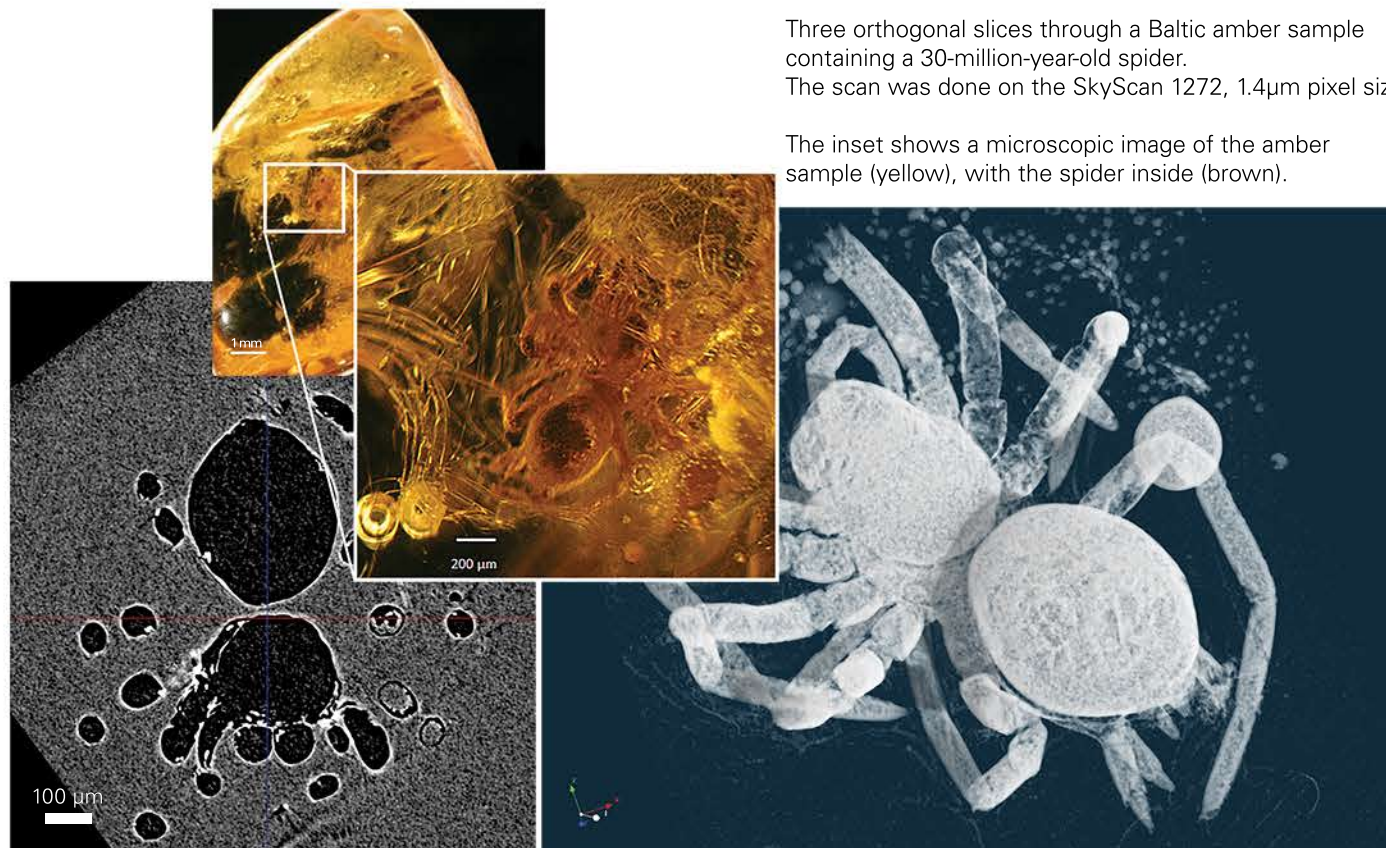 Three orthogonal slices through a Baltic amber sample
containing a 30-million-year-old spider.
The scan was done on the SkyScan 1272, 1.4µm pixel siz
The inset shows a microscopic image of the amber
sample (yellow), with the spider inside (brown).
1mm
200 µm
100 µm